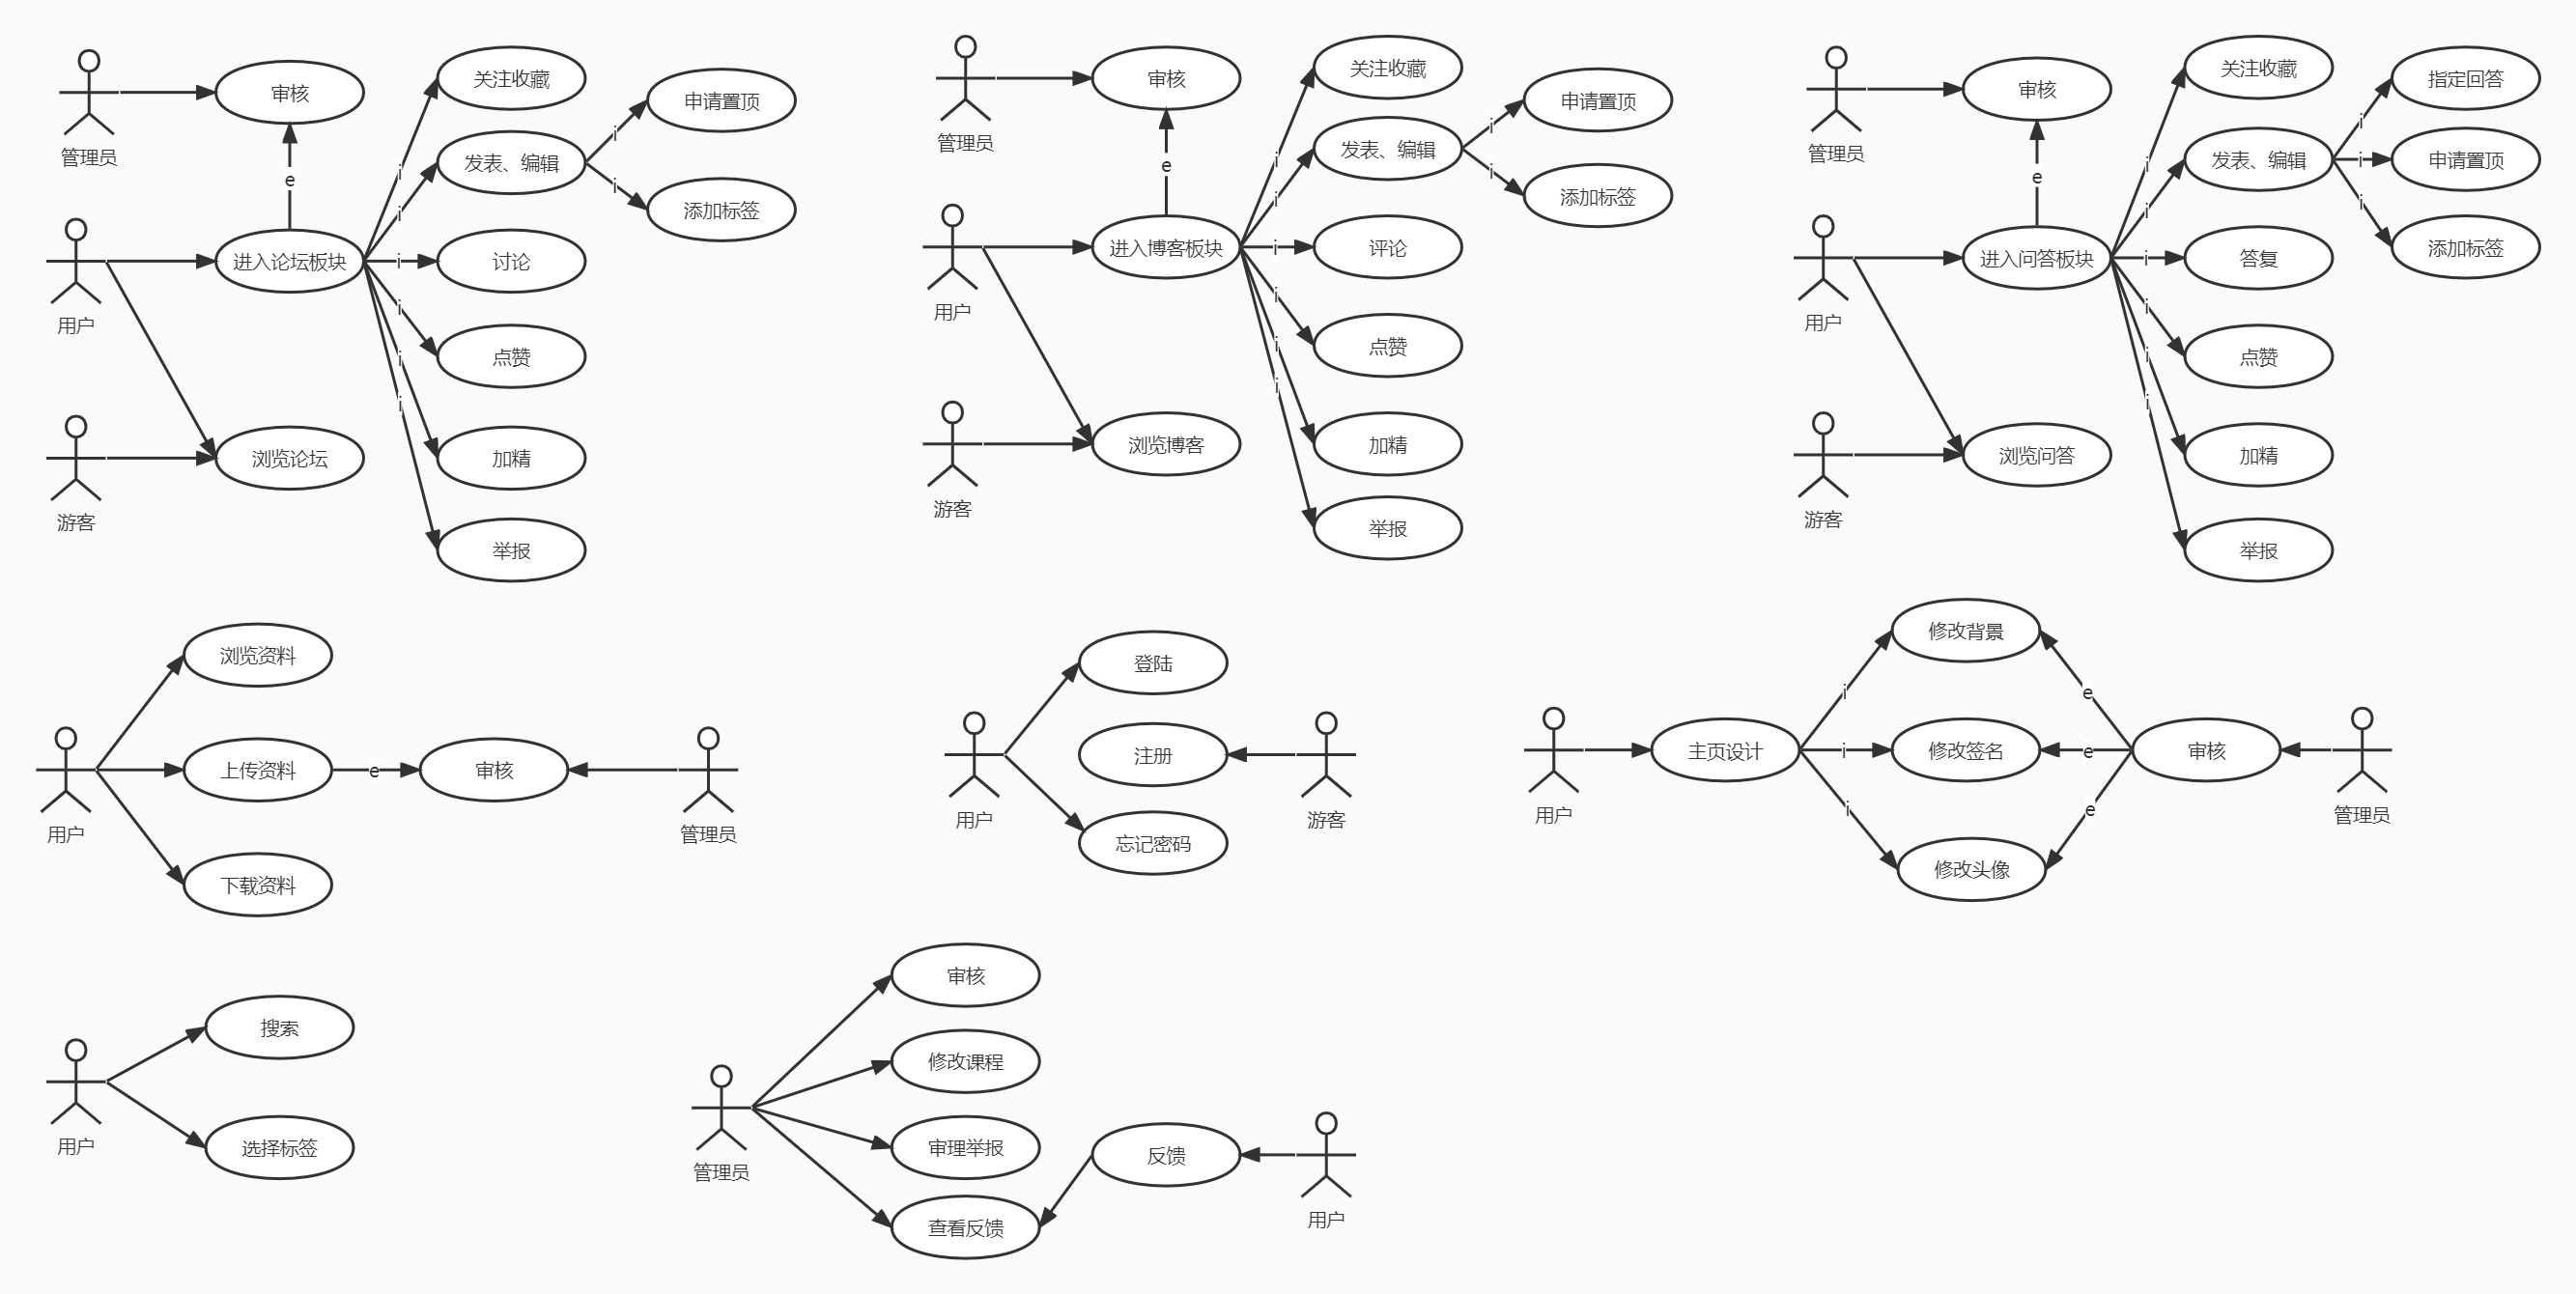 管理员
审核
e
用户
进入论坛板块
游客
浏览论坛
关注收藏
i
发表、编辑
i
讨论
i
点赞
i
加精
i
举报
i
申请置顶
i
添加标签
i
管理员
审核
e
用户
进入博客板块
游客
浏览博客
关注收藏
i
发表、编辑
i
评论
i
点赞
i
加精
i
举报
i
申请置顶
i
添加标签
i
管理员
审核
e
用户
进入问答板块
游客
浏览问答
关注收藏
i
发表、编辑
i
答复
i
点赞
i
加精
i
举报
i
指定回答
i
申请置顶
i
添加标签
i
用户
浏览资料
上传资料
e
审核
管理员
下载资料
用户
登陆
注册
忘记密码
游客
用户
主页设计
i
修改背景
e
i
修改签名
e
i
修改头像
e
审核
管理员
用户
搜索
选择标签
管理员
审核
修改课程
审理举报
查看反馈
反馈
用户